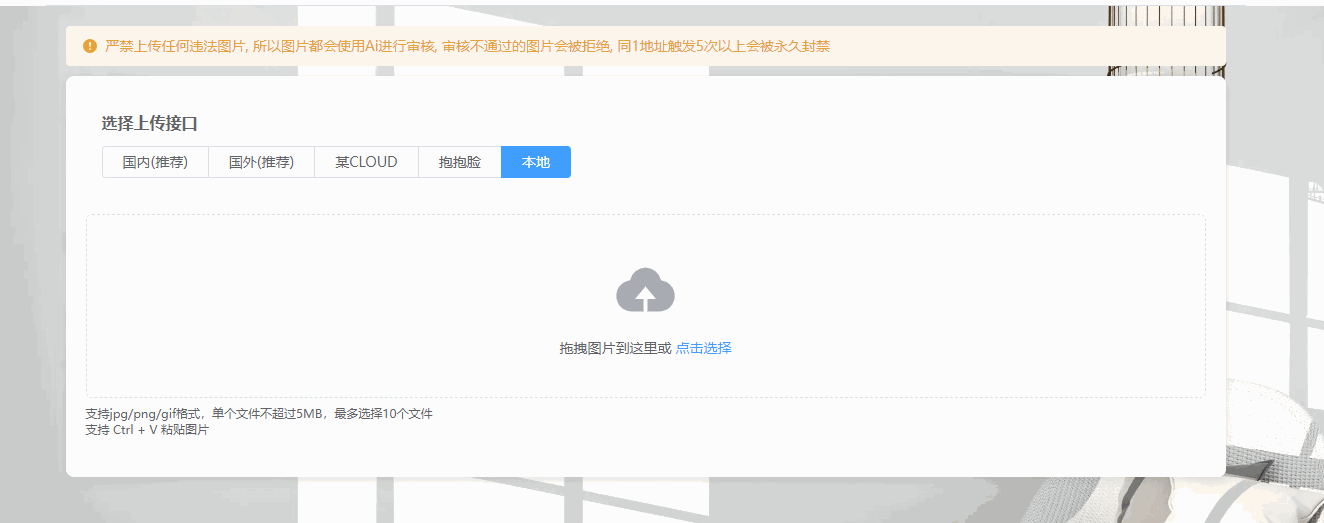 严禁上传任何违法图片, 所以图片都会使用Ai进行审核, 审核不通过的图片会被拒绝, 同1地址触发5次以上会被永久封禁
选择上传接口
国内(推荐) 国外(推荐) 某CLOUD 抱抱脸 本地
拖拽图片到这里或 点击选择
支持jpg/png/gif格式，单个文件不超过5MB，最多选择10个文件
支持 Ctrl + V 粘贴图片